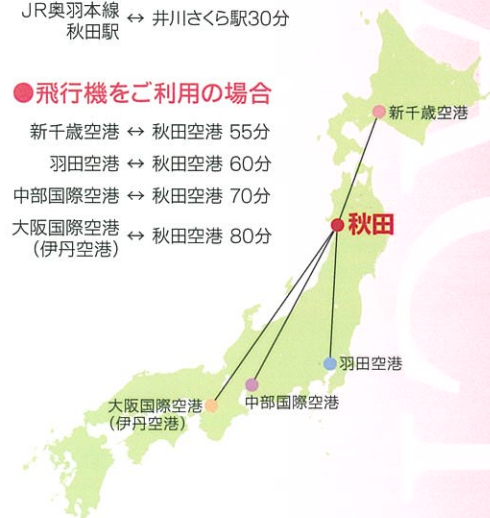 JR奥羽本線
秋田駅 ↔ 井川さくら駅30分
●飛行機をご利用の場合
新千歳空港 ↔ 秋田空港 55分
羽田空港 ↔ 秋田空港 60分
中部国際空港 ↔ 秋田空港 70分
大阪国際空港
(伊丹空港) ↔ 秋田空港 80分
新千歳空港
秋田
羽田空港
中部国際空港
大阪国際空港
(伊丹空港)